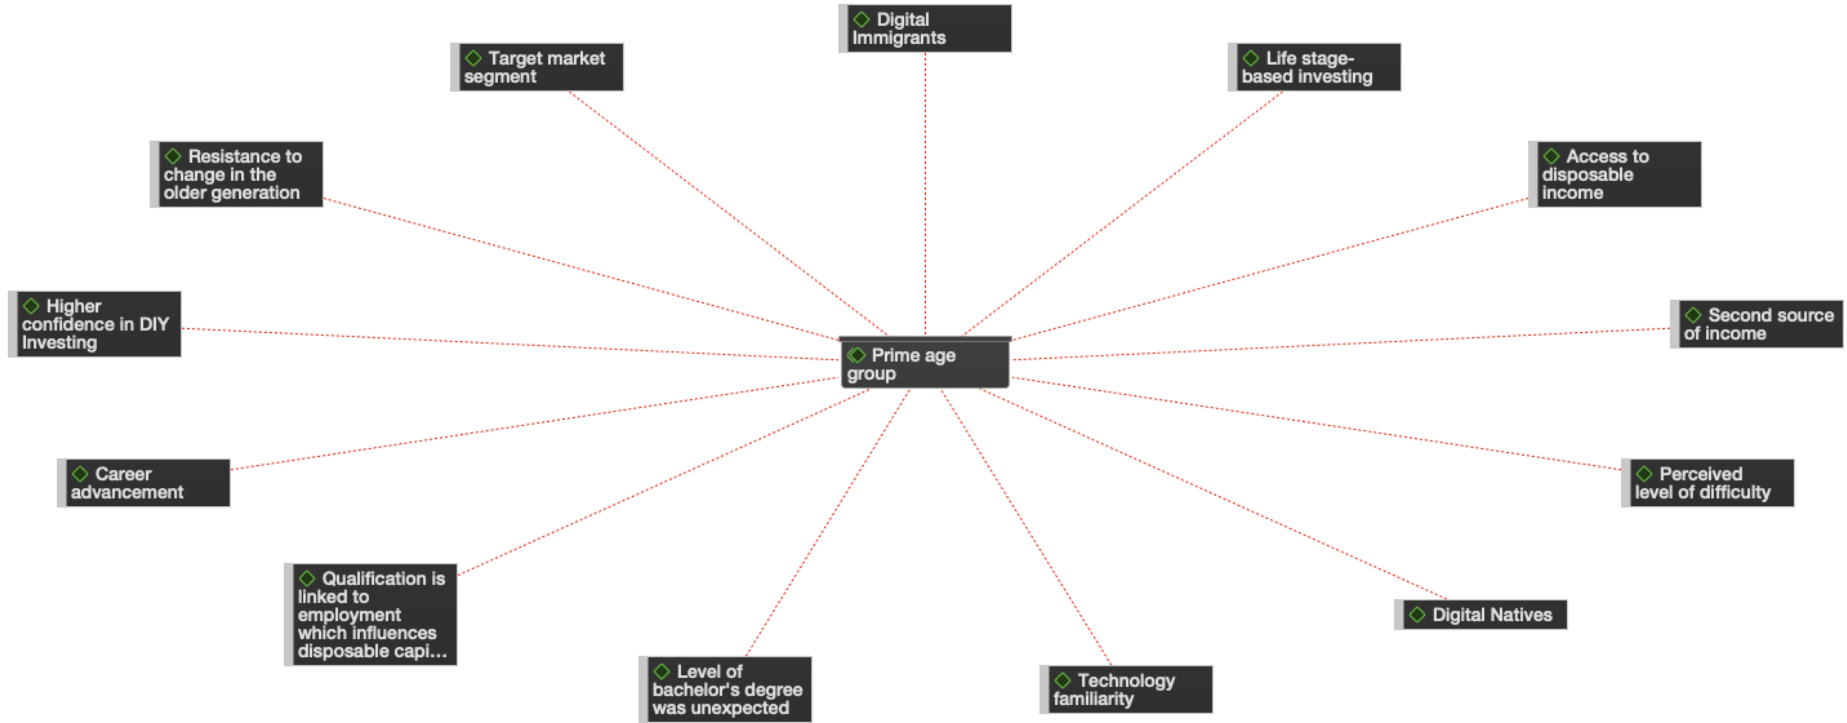 Digital
Immigrants
Target market
segment
Life stage-
based investing
Resistance to
change in the
older generation
Access to
disposable
income
Higher
confidence in DIY
Investing
Second source
of income
Prime age
group
Career
advancement
Perceived
level of difficulty
Qualification is
linked to
employment
which influences
disposable capi...
Digital Natives
Level of
bachelor's degree
was unexpected
Technology
familiarity